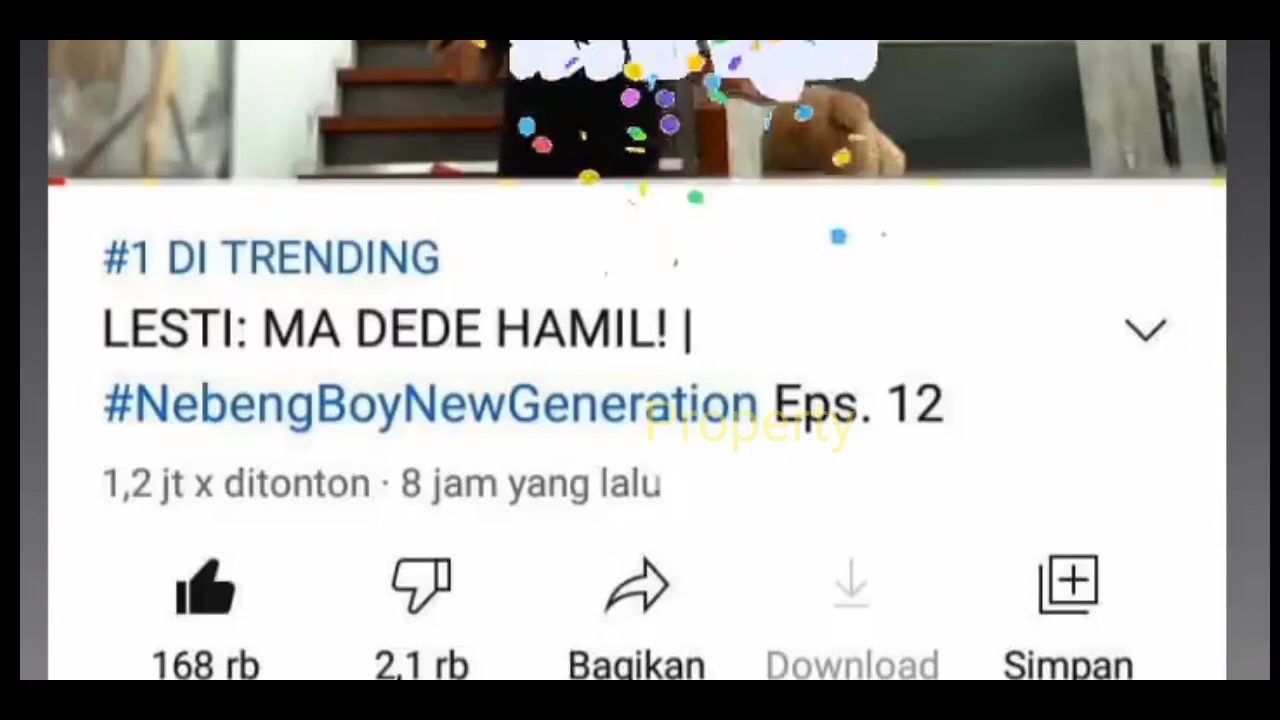 #1 DI TRENDING
LESTI: MA DEDE HAMIL! |
#NebengBoyNewGeneration Eps. 12
Property
1,2 jt x ditonton · 8 jam yang lalu
168 rb 2,1 rb Bagikan Download Simpan